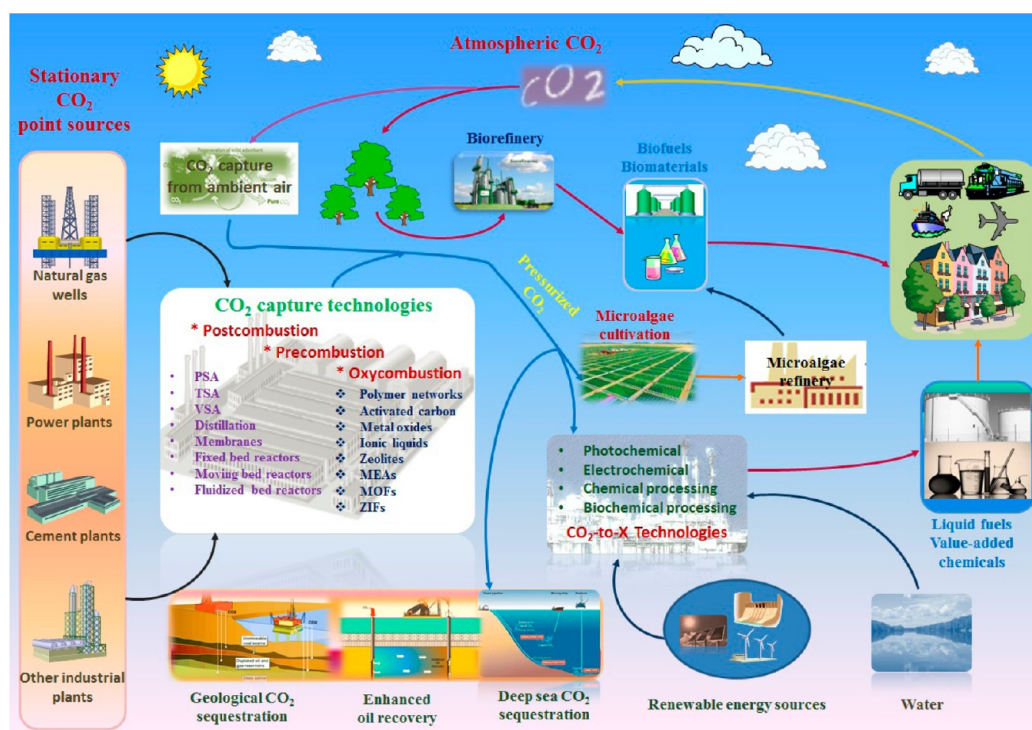 Atmospheric CO₂
CO2
Stationary
CO₂
point sources
Natural gas
wells
Power plants
Cement plants
Other industrial
plants
CO₂ capture
from ambient air
Pure CO₂
Biorefinery
Biofuels
Biomaterials
CO₂ capture technologies
* Postcombustion
* Precombustion
* Oxycombustion
• PSA
• TSA
• VSA
• Distillation
• Membranes
• Fixed bed reactors
• Moving bed reactors
• Fluidized bed reactors
❖ Polymer networks
❖ Activated carbon
❖ Metal oxides
❖ Ionic liquids
❖ Zeolites
❖ MEAs
❖ MOFs
❖ ZIFs
Pressurized
CO₂
Microalgae
cultivation
Microalgae
refinery
• Photochemical
• Electrochemical
• Chemical processing
• Biochemical processing
CO₂-to-X Technologies
Liquid fuels
Value-added
chemicals
Geological CO₂
sequestration
Enhanced
oil recovery
Deep sea CO₂
sequestration
Renewable energy sources
Water